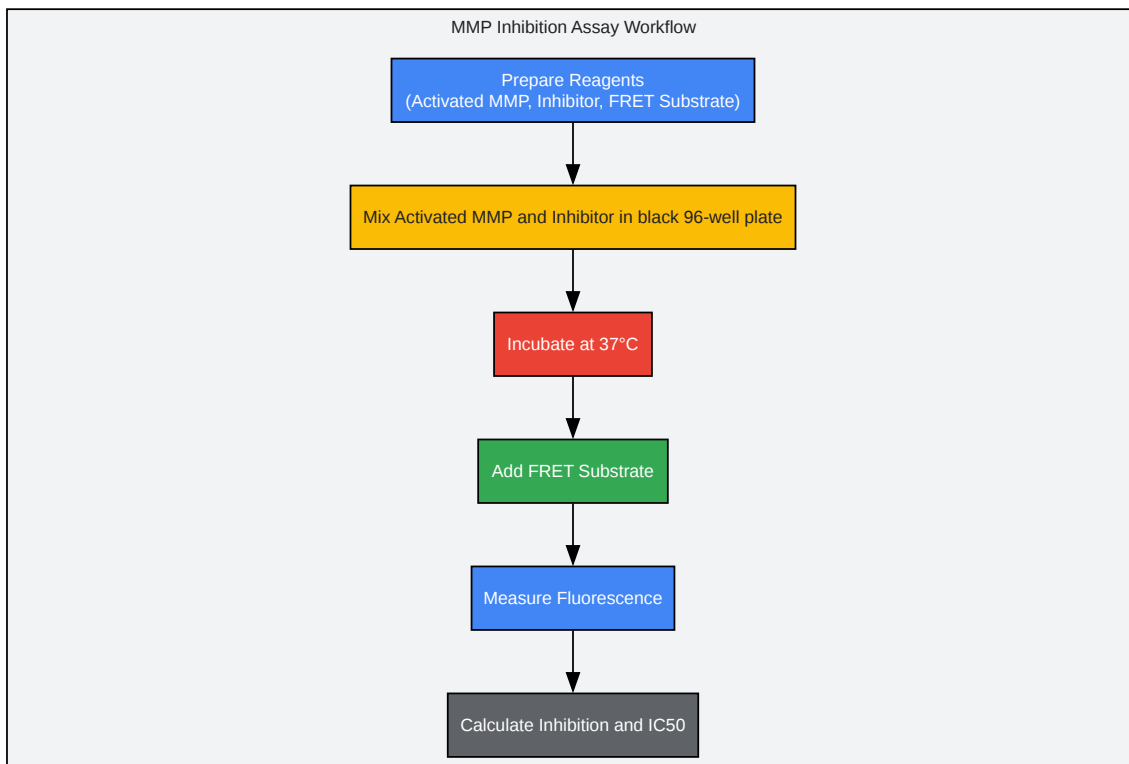 MMP Inhibition Assay Workflow
Prepare Reagents
(Activated MMP, Inhibitor, FRET Substrate)
Mix Activated MMP and Inhibitor in black 96-well plate
Incubate at 37°C
Add FRET Substrate
Measure Fluorescence
Calculate Inhibition and IC50